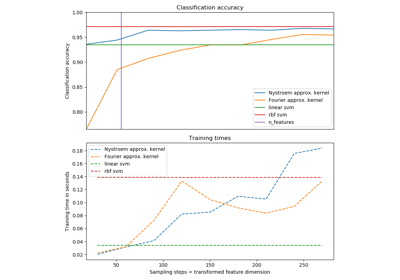 Classification accuracy
1.00
0.95
0.90
0.85
0.80
Classification accuracy
Nystroem approx. kernel
Fourier approx. kernel
linear svm
rbf svm
n_features
Training times
0.18
0.16
0.14
0.12
0.10
0.08
0.06
0.04
0.02
Training time in seconds
Nystroem approx. kernel
Fourier approx. kernel
linear svm
rbf svm
50
100
150
200
250
Sampling steps = transformed feature dimension